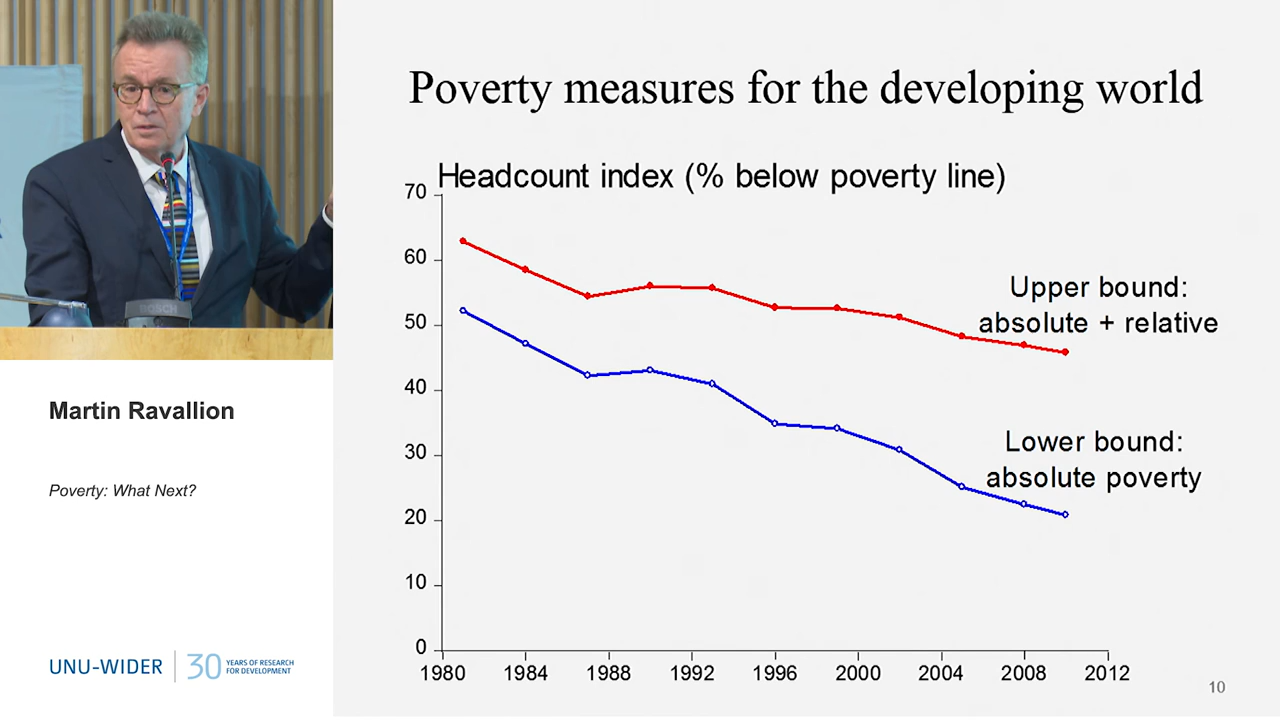 Poverty measures for the developing world
Headcount index (% below poverty line)
70
60
50
40
30
20
10
0
1980
1984
1988
1992
1996
2000
2004
2008
2012
Upper bound:
absolute + relative
Lower bound:
absolute poverty
10
BOSCH
Martin Ravallion
Poverty: What Next?
UNU-WIDER
30 YEARS OF RESEARCH
FOR DEVELOPMENT